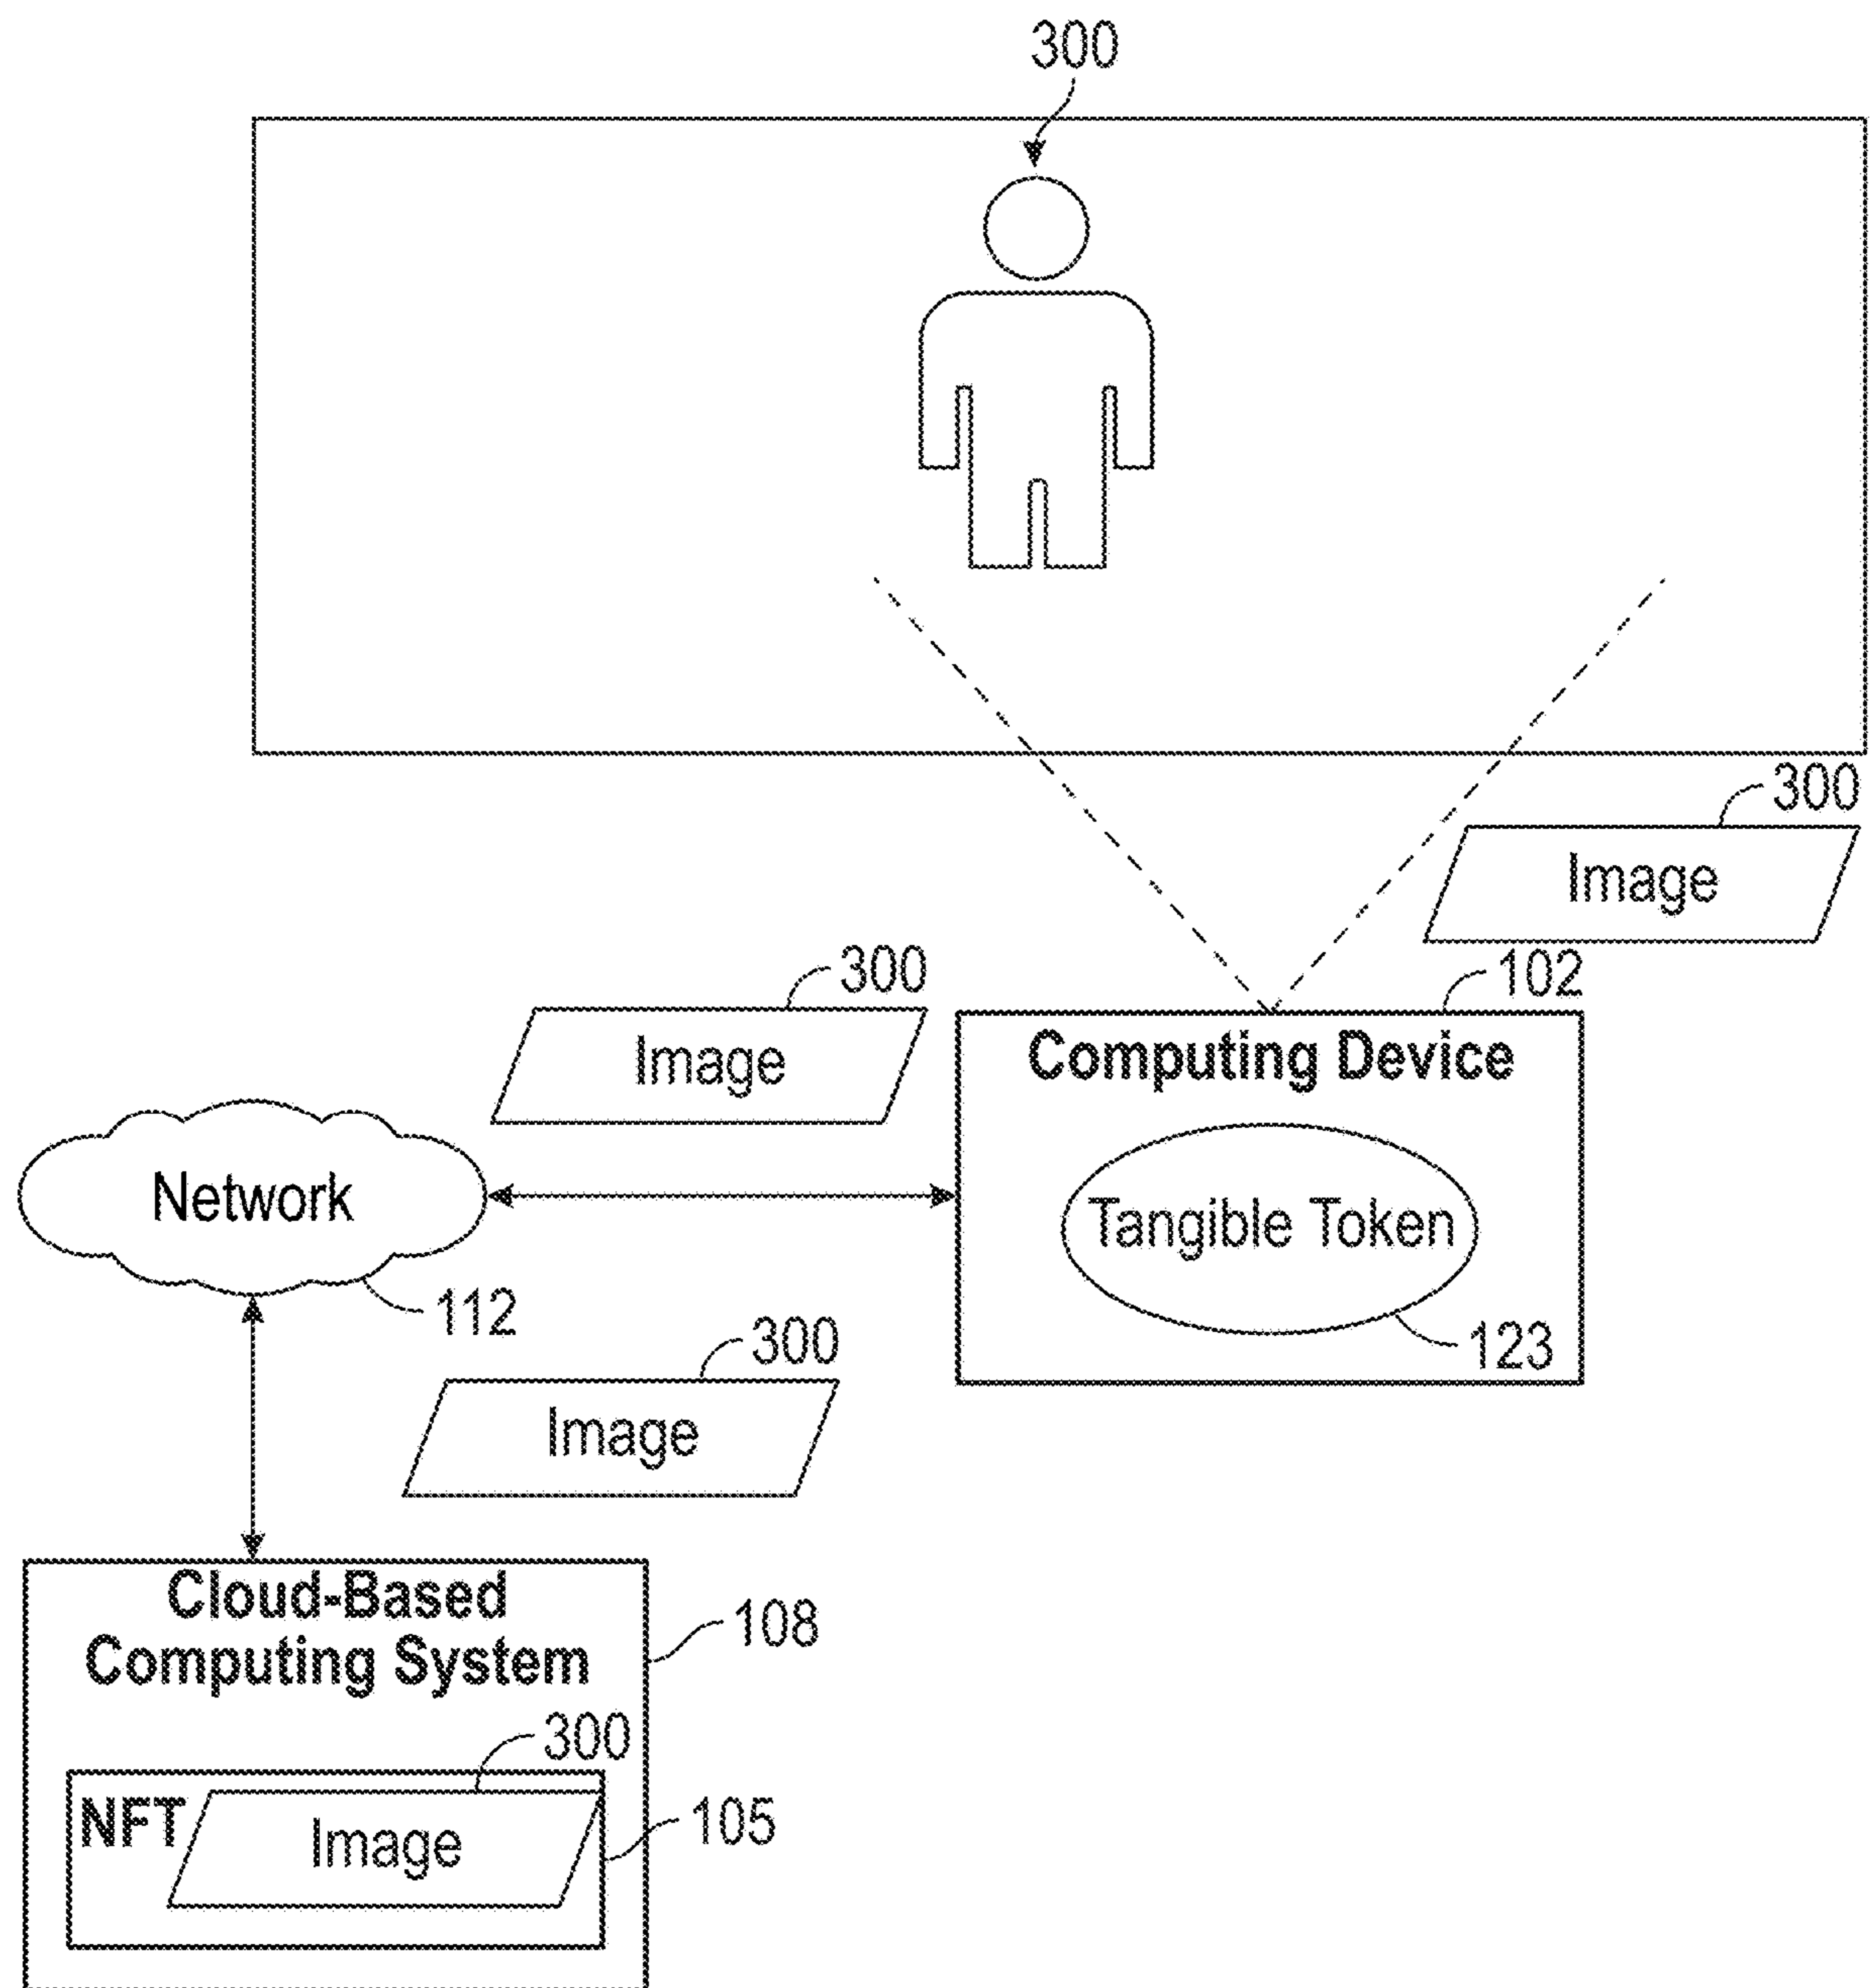 300
300
Image
300
102
Image
Computing Device
Network
Tangible Token
112
123
300
Image
Cloud-Based
Computing System
108
300
NFT
Image
105